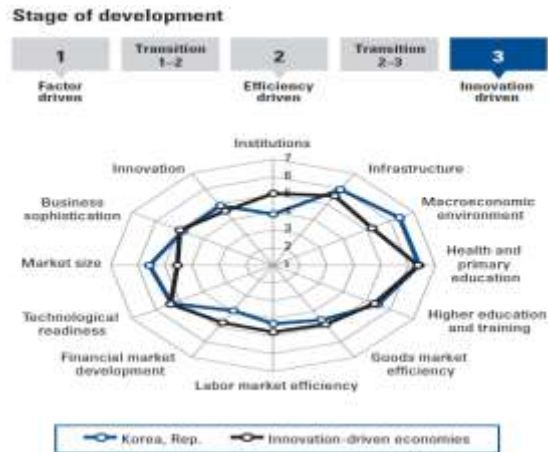 Stage of development
1
Transition
1–2
2
Transition
2–3
3
Factor
driven
Efficiency
driven
Innovation
driven
Institutions
7
6
5
4
3
2
1
Innovation
Infrastructure
Business
sophistication
Macroeconomic
environment
Market size
Health and
primary
education
Technological
readiness
Higher education
and training
Financial market
development
Goods market
efficiency
Labor market efficiency
Korea, Rep.
Innovation-driven economies